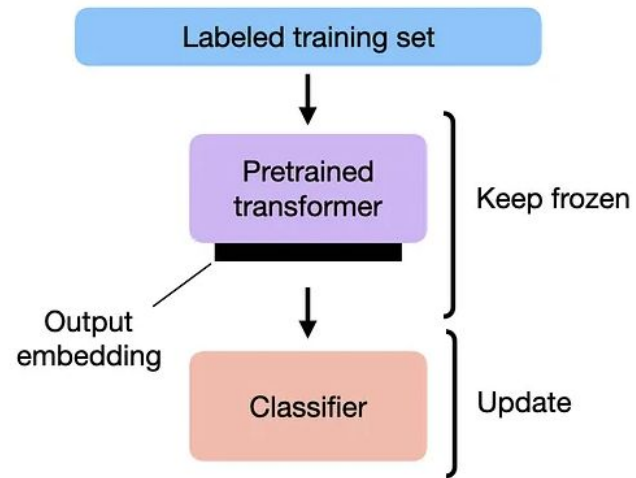 Labeled training set
Pretrained
transformer
Keep frozen
Output
embedding
Classifier
Update